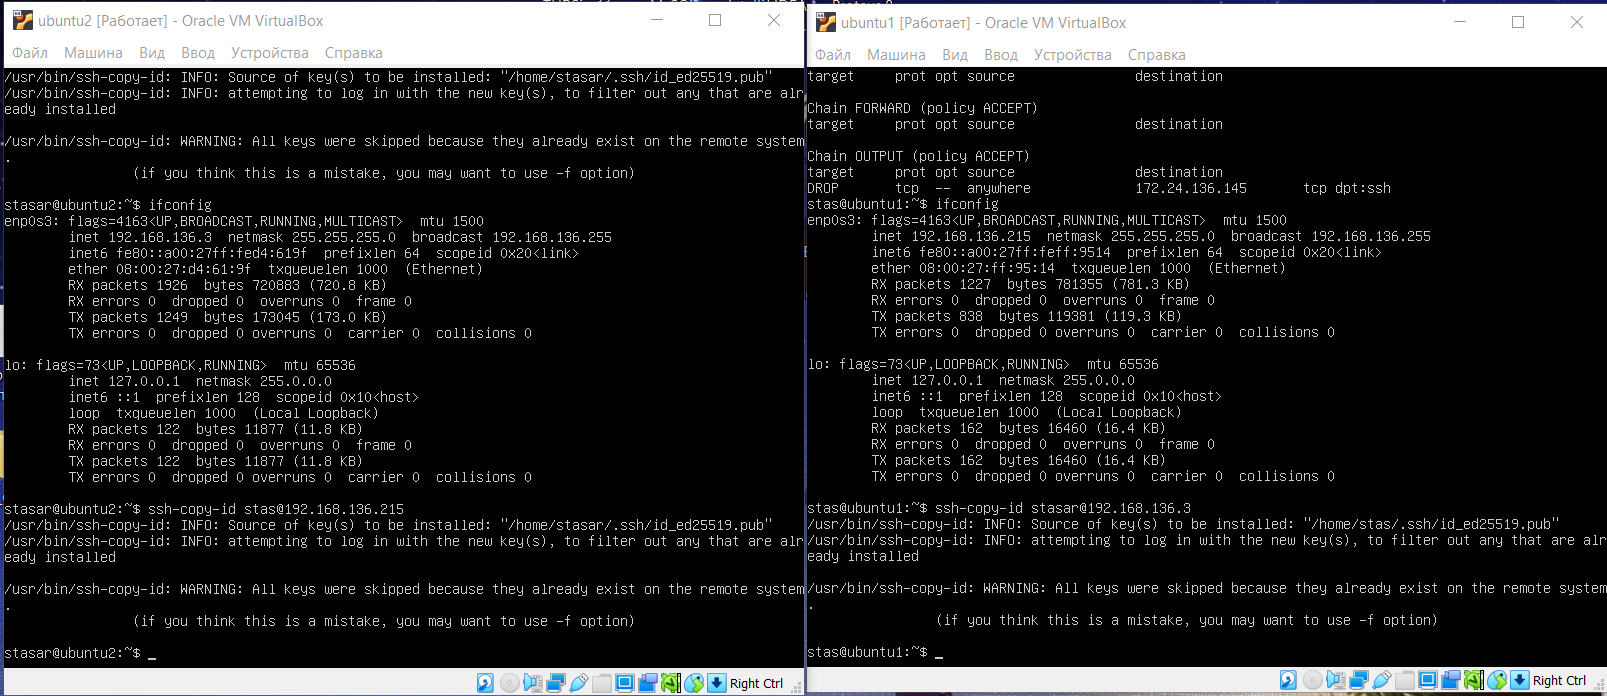 ubuntu2 [Работает] - Oracle VM VirtualBox
Файл Машина Вид Ввод Устройства Справка
/usr/bin/ssh-copy-id: INFO: Source of key(s) to be installed: "/home/stasar/.ssh/id_ed25519.pub"
/usr/bin/ssh-copy-id: INFO: attempting to log in with the new key(s), to filter out any that are alr
eady installed
/usr/bin/ssh-copy-id: WARNING: All keys were skipped because they already exist on the remote system
.
(if you think this is a mistake, you may want to use -f option)
stasar@ubuntu2:~$ ifconfig
enp0s3: flags=4163<UP,BROADCAST,RUNNING,MULTICAST>  mtu 1500
inet 192.168.136.3  netmask 255.255.255.0  broadcast 192.168.136.255
inet6 fe80::a00:27ff:fed4:619f  prefixlen 64  scopeid 0x20<link>
ether 08:00:27:d4:61:9f  txqueuelen 1000  (Ethernet)
RX packets 1926  bytes 720883 (720.8 KB)
RX errors 0  dropped 0  overruns 0  frame 0
TX packets 1249  bytes 173045 (173.0 KB)
TX errors 0  dropped 0 overruns 0  carrier 0  collisions 0
lo: flags=73<UP,LOOPBACK,RUNNING>  mtu 65536
inet 127.0.0.1  netmask 255.0.0.0
inet6 ::1  prefixlen 128  scopeid 0x10<host>
loop  txqueuelen 1000  (Local Loopback)
RX packets 122  bytes 11877 (11.8 KB)
RX errors 0  dropped 0  overruns 0  frame 0
TX packets 122  bytes 11877 (11.8 KB)
TX errors 0  dropped 0 overruns 0  carrier 0  collisions 0
stasar@ubuntu2:~$ ssh-copy-id stas@192.168.136.215
/usr/bin/ssh-copy-id: INFO: Source of key(s) to be installed: "/home/stasar/.ssh/id_ed25519.pub"
/usr/bin/ssh-copy-id: INFO: attempting to log in with the new key(s), to filter out any that are alr
eady installed
/usr/bin/ssh-copy-id: WARNING: All keys were skipped because they already exist on the remote system
.
(if you think this is a mistake, you may want to use -f option)
stasar@ubuntu2:~$ _
Right Ctrl
ubuntu1 [Работает] - Oracle VM VirtualBox
Файл Машина Вид Ввод Устройства Справка
target     prot opt source               destination
Chain FORWARD (policy ACCEPT)
target     prot opt source               destination
Chain OUTPUT (policy ACCEPT)
target     prot opt source               destination
DROP       tcp  --  anywhere             172.24.136.145       tcp dpt:ssh
stas@ubuntu1:~$ ifconfig
enp0s3: flags=4163<UP,BROADCAST,RUNNING,MULTICAST>  mtu 1500
inet 192.168.136.215  netmask 255.255.255.0  broadcast 192.168.136.255
inet6 fe80::a00:27ff:feff:9514  prefixlen 64  scopeid 0x20<link>
ether 08:00:27:ff:95:14  txqueuelen 1000  (Ethernet)
RX packets 1227  bytes 781355 (781.3 KB)
RX errors 0  dropped 0  overruns 0  frame 0
TX packets 838  bytes 119381 (119.3 KB)
TX errors 0  dropped 0 overruns 0  carrier 0  collisions 0
lo: flags=73<UP,LOOPBACK,RUNNING>  mtu 65536
inet 127.0.0.1  netmask 255.0.0.0
inet6 ::1  prefixlen 128  scopeid 0x10<host>
loop  txqueuelen 1000  (Local Loopback)
RX packets 162  bytes 16460 (16.4 KB)
RX errors 0  dropped 0  overruns 0  frame 0
TX packets 162  bytes 16460 (16.4 KB)
TX errors 0  dropped 0 overruns 0  carrier 0  collisions 0
stas@ubuntu1:~$ ssh-copy-id stasar@192.168.136.3
/usr/bin/ssh-copy-id: INFO: Source of key(s) to be installed: "/home/stas/.ssh/id_ed25519.pub"
/usr/bin/ssh-copy-id: INFO: attempting to log in with the new key(s), to filter out any that are alr
eady installed
/usr/bin/ssh-copy-id: WARNING: All keys were skipped because they already exist on the remote system
.
(if you think this is a mistake, you may want to use -f option)
stas@ubuntu1:~$ _
Right Ctrl